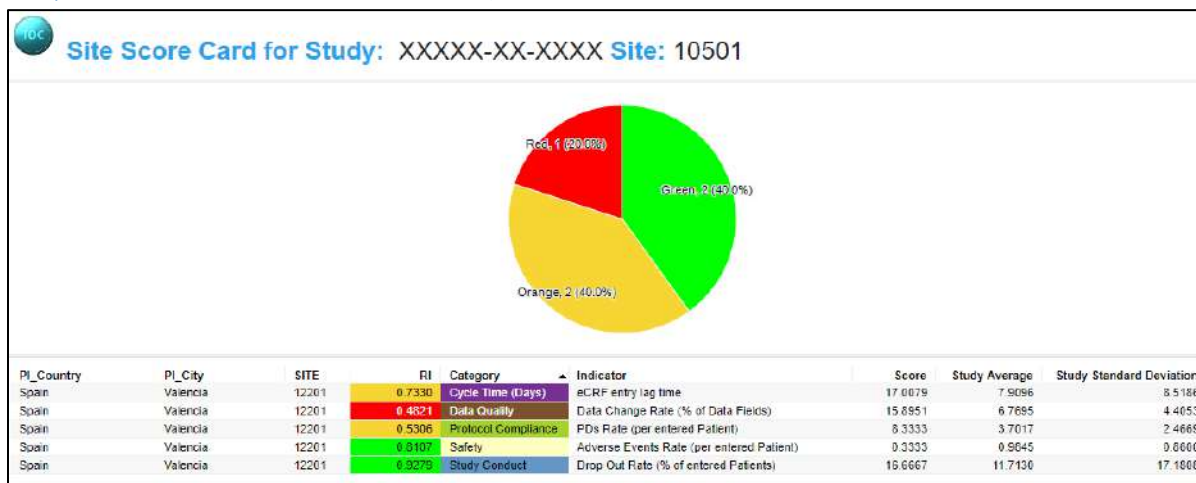 Site Score Card for Study: XXXXX-XX-XXXX Site: 10501
Red, 1 (20.0%)
Green, 2 (40.0%)
Orange, 2 (40.0%)
PI_Country PI_City SITE RI Category Indicator Score Study Average Study Standard Deviation
Spain Valencia 12201 0.7330 Cycle Time (Days) eCRF entry lag time 17.0079 7.9096 8.5186
Spain Valencia 12201 0.4821 Data Quality Data Change Rate (% of Data Fields) 15.8951 6.7695 4.4053
Spain Valencia 12201 0.5306 Protocol Compliance PDs Rate (per entered Patient) 8.3333 3.7017 2.4669
Spain Valencia 12201 0.8107 Safety Adverse Events Rate (per entered Patient) 0.3333 0.9845
Spain Valencia 12201 0.9279 Study Conduct Drop Out Rate (% of entered Patients) 16.6667 11.7130